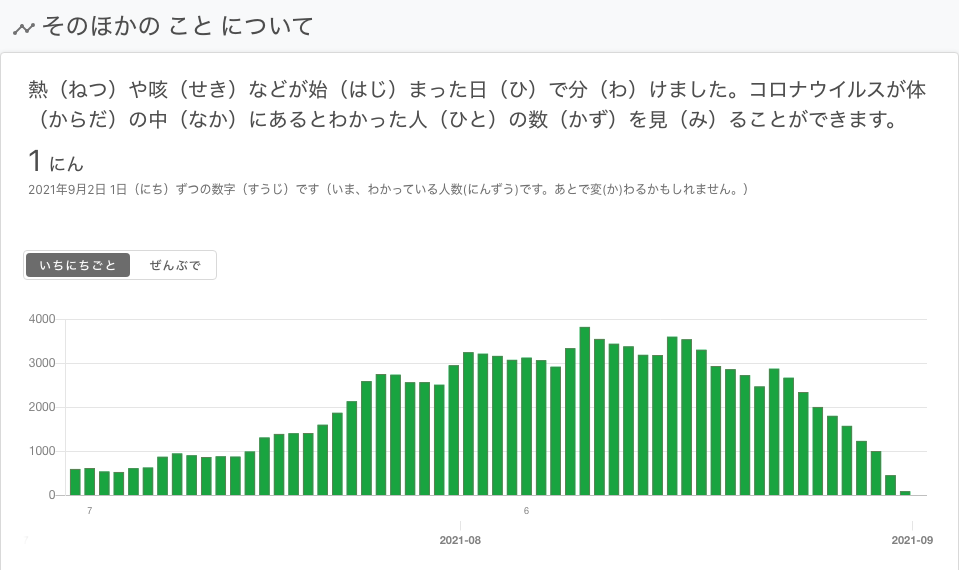 そのほかの こと について
熱（ねつ）や咳（せき）などが始（はじ）まった日（ひ）で分（わ）けました。コロナウイルスが体
（からだ）の中（なか）にあるとわかった人（ひと）の数（かず）を見（み）ることができます。
1 にん
2021年9月2日 1日（にち）ずつの数字（すうじ）です（いま、わかっている人数(にんずう)です。あとで変(か)わるかもしれません。）
いちにちごと ぜんぶで
4000
3000
2000
1000
0
7 6
2021-08 2021-09